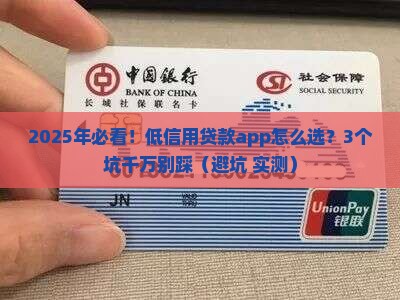 中国银行
BANK OF CHINA
社会保障
SOCIAL SECURITY
长城 社保联名卡
2025年必看！低信用贷款app怎么选？3个
坑千万别踩（避坑 实测）
JN
UnionPay
银联